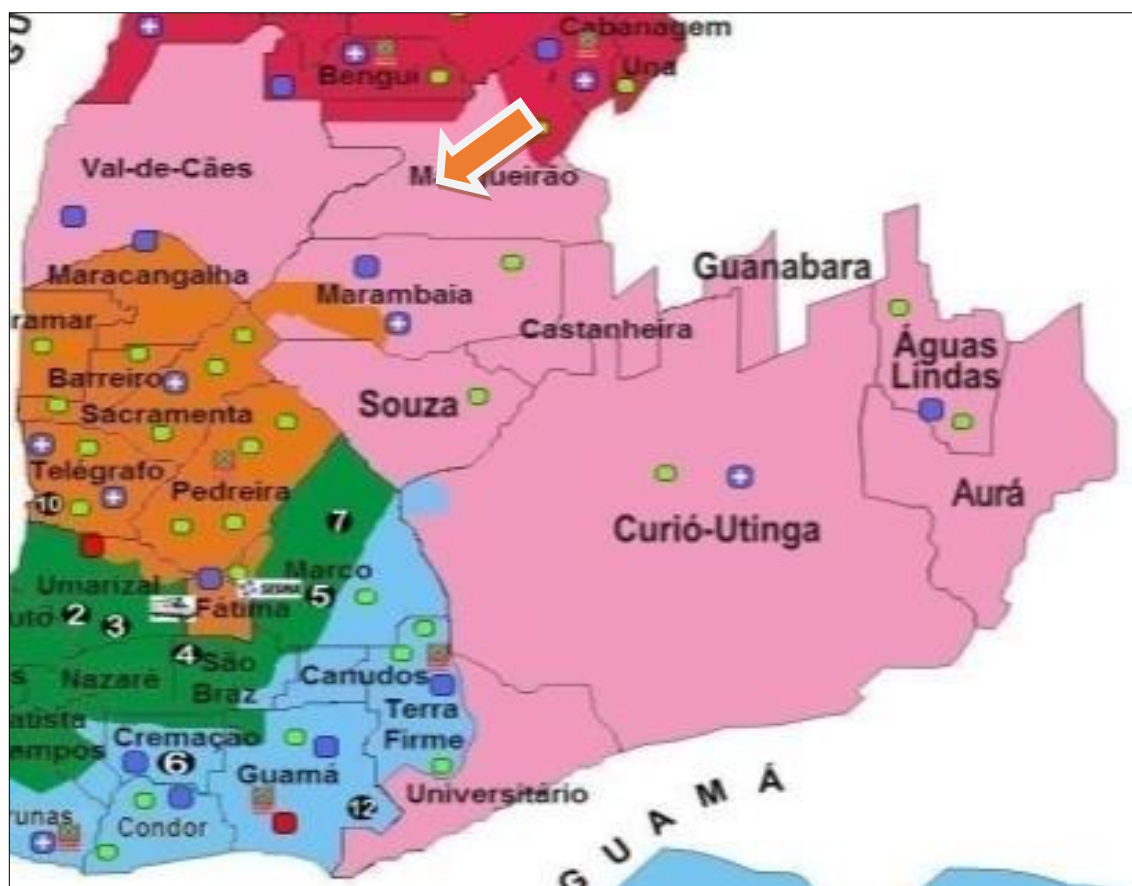 Cabanagem
Bengui
Una
Val-de-Cães
Maracangalha
Guanabara
Marambaia
Castanheira
Águas
Lindas
Barreiro
Souza
Sacramenta
Telégrafo
Pedreira
10
7
Aurá
Curió-Utinga
Umarizal
Marco
5
Fátima
2
3
4
São
Braz
Nazaré
Canudos
Terra
Firme
Cremação
6
Guamá
Universitário
12
Condor
GUAMÁ